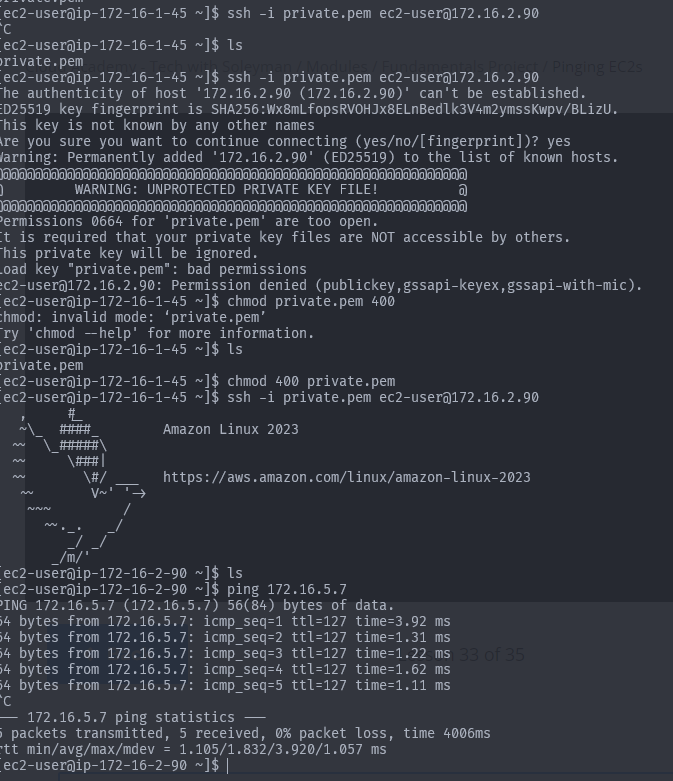 private.pem
[ec2-user@ip-172-16-1-45 ~]$ ssh -i private.pem ec2-user@172.16.2.90
^C
[ec2-user@ip-172-16-1-45 ~]$ ls
private.pem
Academy - Tech with Soleyman / Modules / Fundamentals Project / Pinging EC2s
[ec2-user@ip-172-16-1-45 ~]$ ssh -i private.pem ec2-user@172.16.2.90
The authenticity of host '172.16.2.90 (172.16.2.90)' can't be established.
ED25519 key fingerprint is SHA256:Wx8mLfopsRVOHJx8ELnBedlk3V4m2ymssKwpv/BLizU.
This key is not known by any other names
Are you sure you want to continue connecting (yes/no/[fingerprint])? yes
Warning: Permanently added '172.16.2.90' (ED25519) to the list of known hosts.
@@@@@@@@@@@@@@@@@@@@@@@@@@@@@@@@@@@@@@@@@@@@@@@@@@@@@@@@@@@
@         WARNING: UNPROTECTED PRIVATE KEY FILE!          @
@@@@@@@@@@@@@@@@@@@@@@@@@@@@@@@@@@@@@@@@@@@@@@@@@@@@@@@@@@@
Permissions 0664 for 'private.pem' are too open.
It is required that your private key files are NOT accessible by others.
This private key will be ignored.
Load key "private.pem": bad permissions
ec2-user@172.16.2.90: Permission denied (publickey,gssapi-keyex,gssapi-with-mic).
[ec2-user@ip-172-16-1-45 ~]$ chmod private.pem 400
chmod: invalid mode: ‘private.pem’
Try 'chmod --help' for more information.
[ec2-user@ip-172-16-1-45 ~]$ ls
private.pem
[ec2-user@ip-172-16-1-45 ~]$ chmod 400 private.pem
[ec2-user@ip-172-16-1-45 ~]$ ssh -i private.pem ec2-user@172.16.2.90
   ,     #_
   ~\_  ####_        Amazon Linux 2023
  ~~  \_#####\
  ~~     \###|
  ~~       \#/ ___   https://aws.amazon.com/linux/amazon-linux-2023
   ~~       V~' '->
    ~~~         /
      ~~._.   _/
         _/ _/
       _/m/'
[ec2-user@ip-172-16-2-90 ~]$ ls
[ec2-user@ip-172-16-2-90 ~]$ ping 172.16.5.7
PING 172.16.5.7 (172.16.5.7) 56(84) bytes of data.
64 bytes from 172.16.5.7: icmp_seq=1 ttl=127 time=3.92 ms
64 bytes from 172.16.5.7: icmp_seq=2 ttl=127 time=1.31 ms
64 bytes from 172.16.5.7: icmp_seq=3 ttl=127 time=1.22 ms
64 bytes from 172.16.5.7: icmp_seq=4 ttl=127 time=1.62 ms
64 bytes from 172.16.5.7: icmp_seq=5 ttl=127 time=1.11 ms
33 of 35
^C
--- 172.16.5.7 ping statistics ---
5 packets transmitted, 5 received, 0% packet loss, time 4006ms
rtt min/avg/max/mdev = 1.105/1.832/3.920/1.057 ms
[ec2-user@ip-172-16-2-90 ~]$